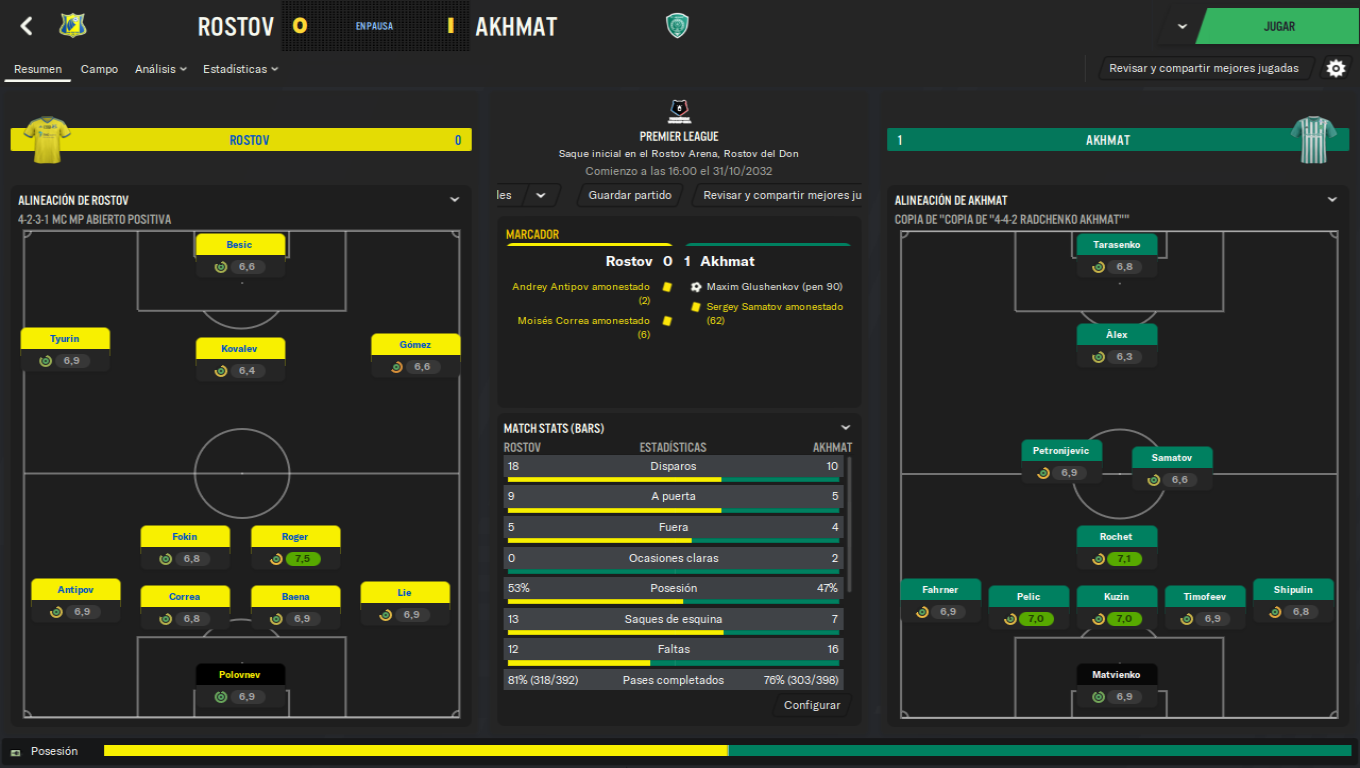 ROSTOV 0 EN PAUSA 1 AKHMAT
JUGAR
Resumen Campo Análisis Estadísticas
Revisar y compartir mejores jugadas
ROSTOV 0
PREMIER LEAGUE
Saque inicial en el Rostov Arena, Rostov del Don
Comienzo a las 16:00 el 31/10/2032
les Guardar partido Revisar y compartir mejores ju
1 AKHMAT
ALINEACIÓN DE ROSTOV
4-2-3-1 MC MP ABIERTO POSITIVA
Besic
6,6
Tyurin
6,9
Kovalev
6,4
Gómez
6,6
Fokin
6,8
Roger
7,5
Antipov
6,9
Correa
6,8
Baena
6,9
Lie
6,9
Polovnev
6,9
MARCADOR
Rostov 0 1 Akhmat
Andrey Antipov amonestado
(2)
Moisés Correa amonestado
(6)
Maxim Glushenkov (pen 90)
Sergey Samatov amonestado
(62)
MATCH STATS (BARS)
ROSTOV ESTADÍSTICAS AKHMAT
18 Disparos 10
9 A puerta 5
5 Fuera 4
0 Ocasiones claras 2
53% Posesión 47%
13 Saques de esquina 7
12 Faltas 16
81% (318/392) Pases completados 76% (303/398)
Configurar
ALINEACIÓN DE AKHMAT
COPIA DE "COPIA DE "4-4-2 RADCHENKO AKHMAT""
Tarasenko
6,8
Àlex
6,3
Petronijevic
6,9
Samatov
6,6
Rochet
7,1
Fahrner
6,9
Pelic
7,0
Kuzin
7,0
Timofeev
6,9
Shipulin
6,8
Matvienko
6,9
Posesión